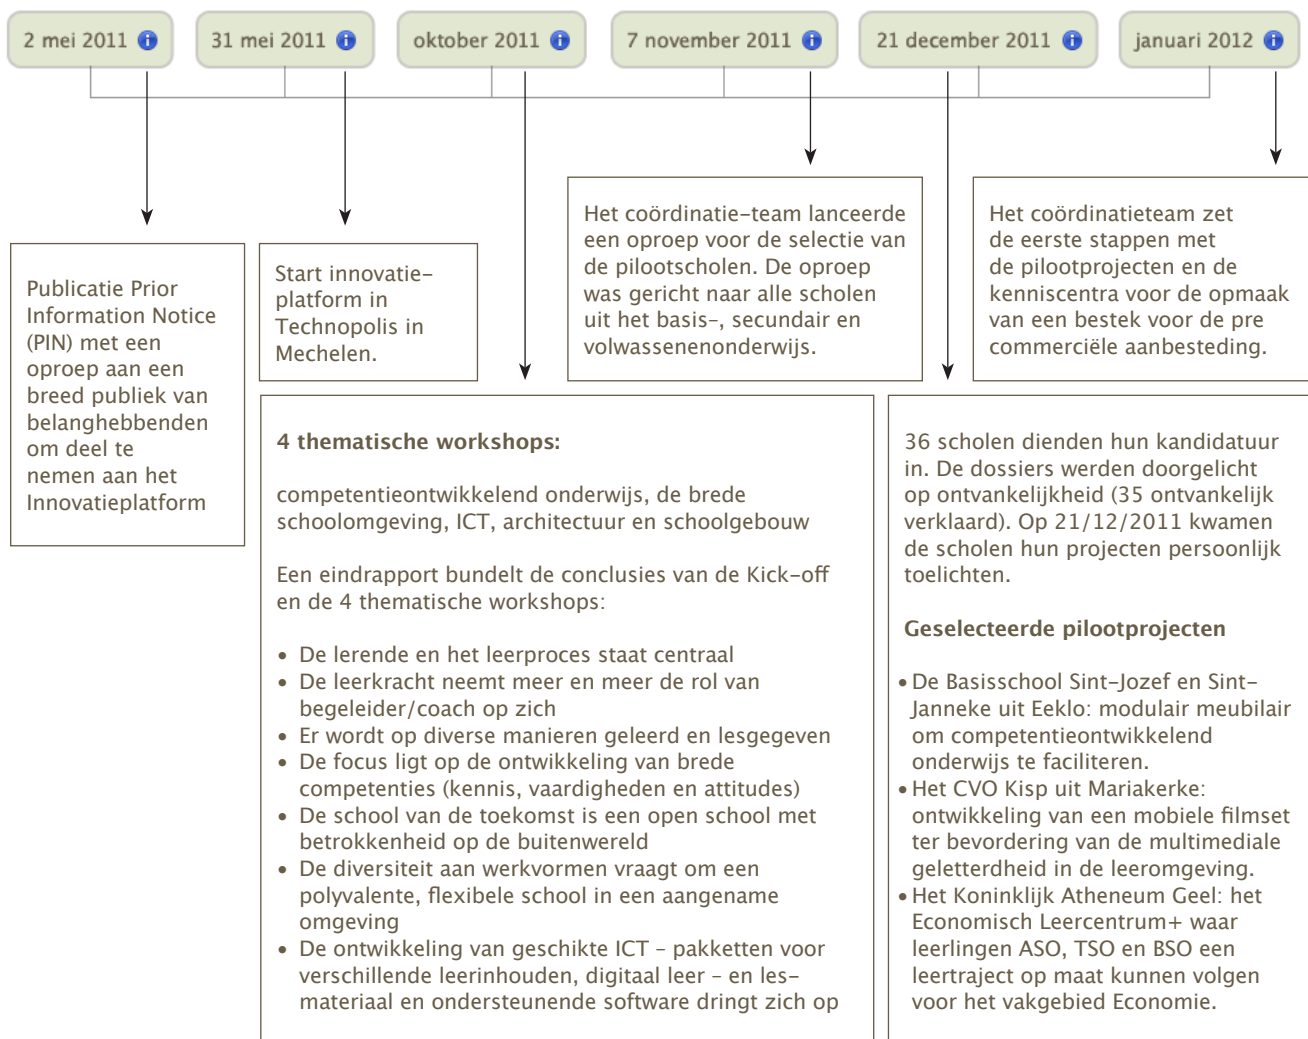 2 mei 2011
31 mei 2011
oktober 2011
7 november 2011
21 december 2011
januari 2012
Publicatie Prior
Information Notice
(PIN) met een
oproep aan een
breed publiek van
belanghebbenden
om deel te
nemen aan het
Innovatieplatform
Start innovatie–
platform in
Technopolis in
Mechelen.
4 thematische workshops:
competentieontwikkelend onderwijs, de brede
schoolomgeving, ICT, architectuur en schoolgebouw
Een eindrapport bundelt de conclusies van de Kick–off
en de 4 thematische workshops:
• De lerende en het leerproces staat centraal
• De leerkracht neemt meer en meer de rol van
begeleider/coach op zich
• Er wordt op diverse manieren geleerd en lesgegeven
• De focus ligt op de ontwikkeling van brede
competenties (kennis, vaardigheden en attitudes)
• De school van de toekomst is een open school met
betrokkenheid op de buitenwereld
• De diversiteit aan werkvormen vraagt om een
polyvalente, flexibele school in een aangename
omgeving
• De ontwikkeling van geschikte ICT – pakketten voor
verschillende leerinhouden, digitaal leer – en les–
materiaal en ondersteunende software dringt zich op
Het coördinatie–team lanceerde
een oproep voor de selectie van
de pilootscholen. De oproep
was gericht naar alle scholen
uit het basis–, secundair en
volwassenenonderwijs.
36 scholen dienden hun kandidatuur
in. De dossiers werden doorgelicht
op ontvankelijkheid (35 ontvankelijk
verklaard). Op 21/12/2011 kwamen
de scholen hun projecten persoonlijk
toelichten.
Geselecteerde pilootprojecten
• De Basisschool Sint–Jozef en Sint–
Janneke uit Eeklo: modulair meubilair
om competentieontwikkelend
onderwijs te faciliteren.
• Het CVO Kisp uit Mariakerke:
ontwikkeling van een mobiele filmset
ter bevordering van de multimediale
geletterdheid in de leeromgeving.
• Het Koninklijk Atheneum Geel: het
Economisch Leercentrum+ waar
leerlingen ASO, TSO en BSO een
leertraject op maat kunnen volgen
voor het vakgebied Economie.
Het coördinatieteam zet
de eerste stappen met
de pilootprojecten en de
kenniscentra voor de opmaak
van een bestek voor de pre
commerciële aanbesteding.